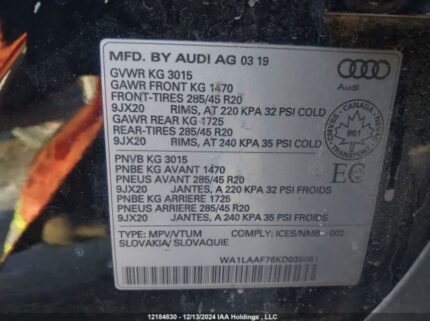 MFD. BY AUDI AG 03 19
GVWR KG 3015
GAWR FRONT KG 1470
FRONT-TIRES 285/45 R20
9JX20 RIMS, AT 220 KPA 32 PSI COLD
GAWR REAR KG 1725
REAR-TIRES 285/45 R20
9JX20 RIMS, AT 240 KPA 35 PSI COLD
Audi
CMVSS - CANADA - NSVAC
961
PNVB KG 3015
PNBE KG AVANT 1470
PNEUS AVANT 285/45 R20
9JX20 JANTES, A 220 KPA 32 PSI FROIDS
PNBE KG ARRIERE 1725
PNEUS ARRIERE 285/45 R20
9JX20 JANTES, A 240 KPA 35 PSI FROIDS
EC
TYPE: MPV/VTUM COMPLY: ICES/NMB - 002
SLOVAKIA/ SLOVAQUIE
12184830 - 12/13/2024 IAA Holdings, LLC